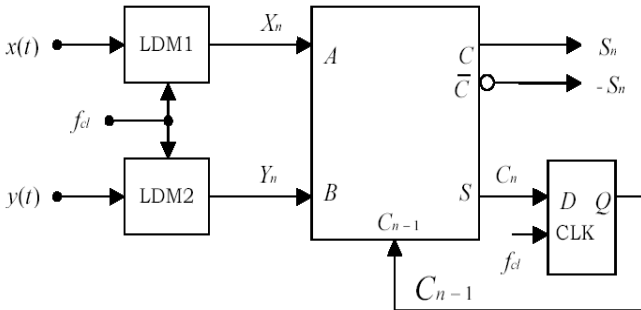 x(t)
LDM1
Xn
A
C
Sn
C
-Sn
fcl
y(t)
LDM2
Yn
B
S
Cn
D Q
CLK
Cn-1
fcl
Cn-1